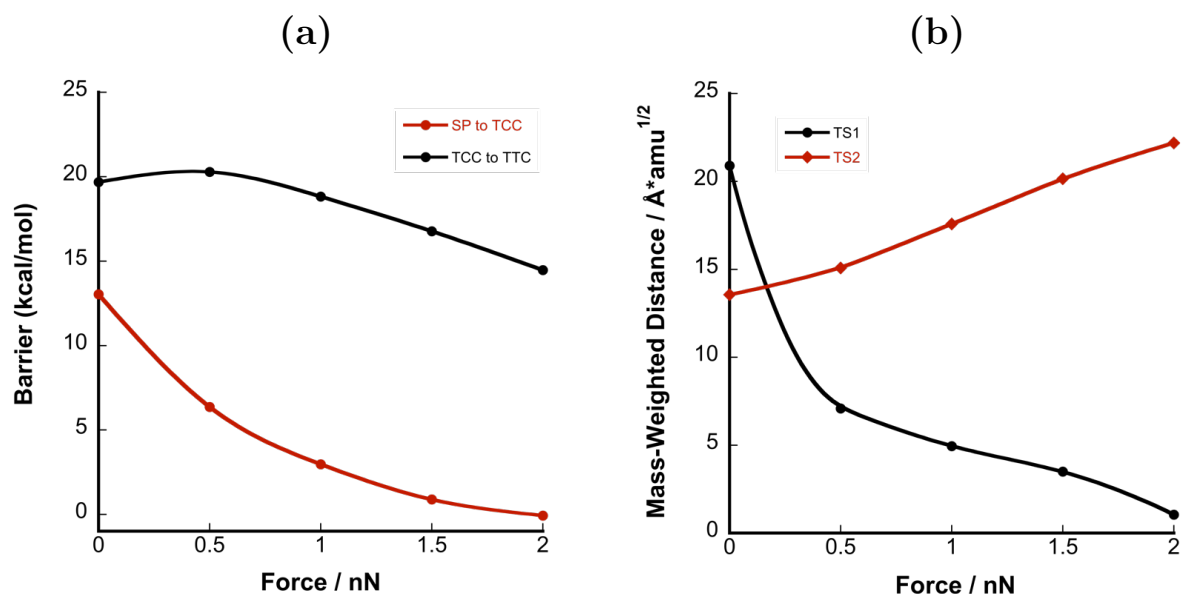 (a)
Barrier (kcal/mol)
25
20
15
10
5
0
SP to TCC
TCC to TTC
0 0.5 1 1.5 2
Force / nN
(b)
Mass-Weighted Distance / Å*amu^1/2
25
20
15
10
5
0
TS1
TS2
0 0.5 1 1.5 2
Force / nN